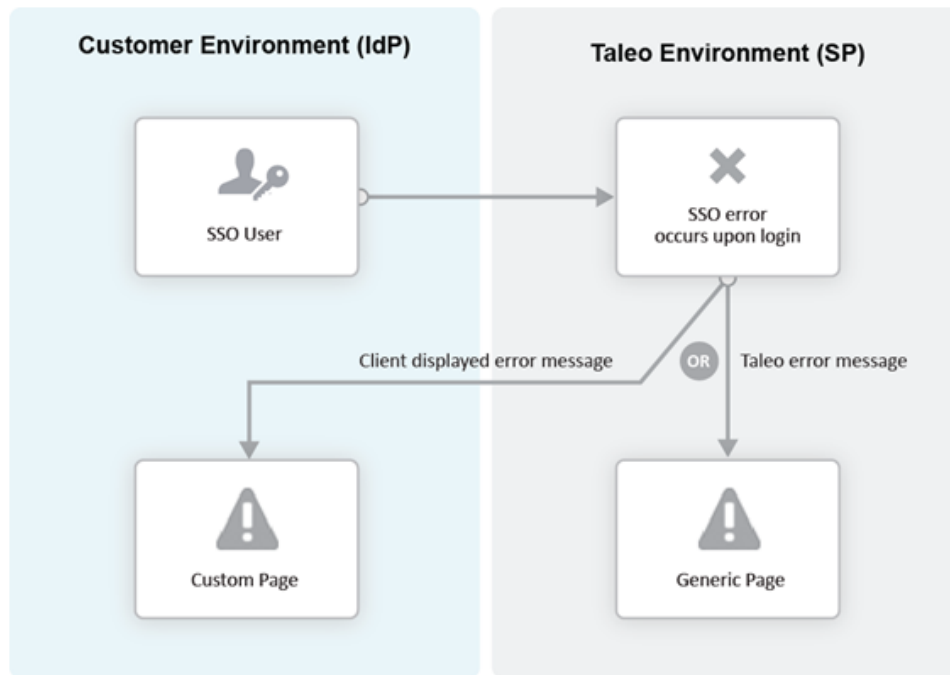 Customer Environment (IdP)
Taleo Environment (SP)
SSO User
SSO error
occurs upon login
Client displayed error message
OR
Taleo error message
Custom Page
Generic Page